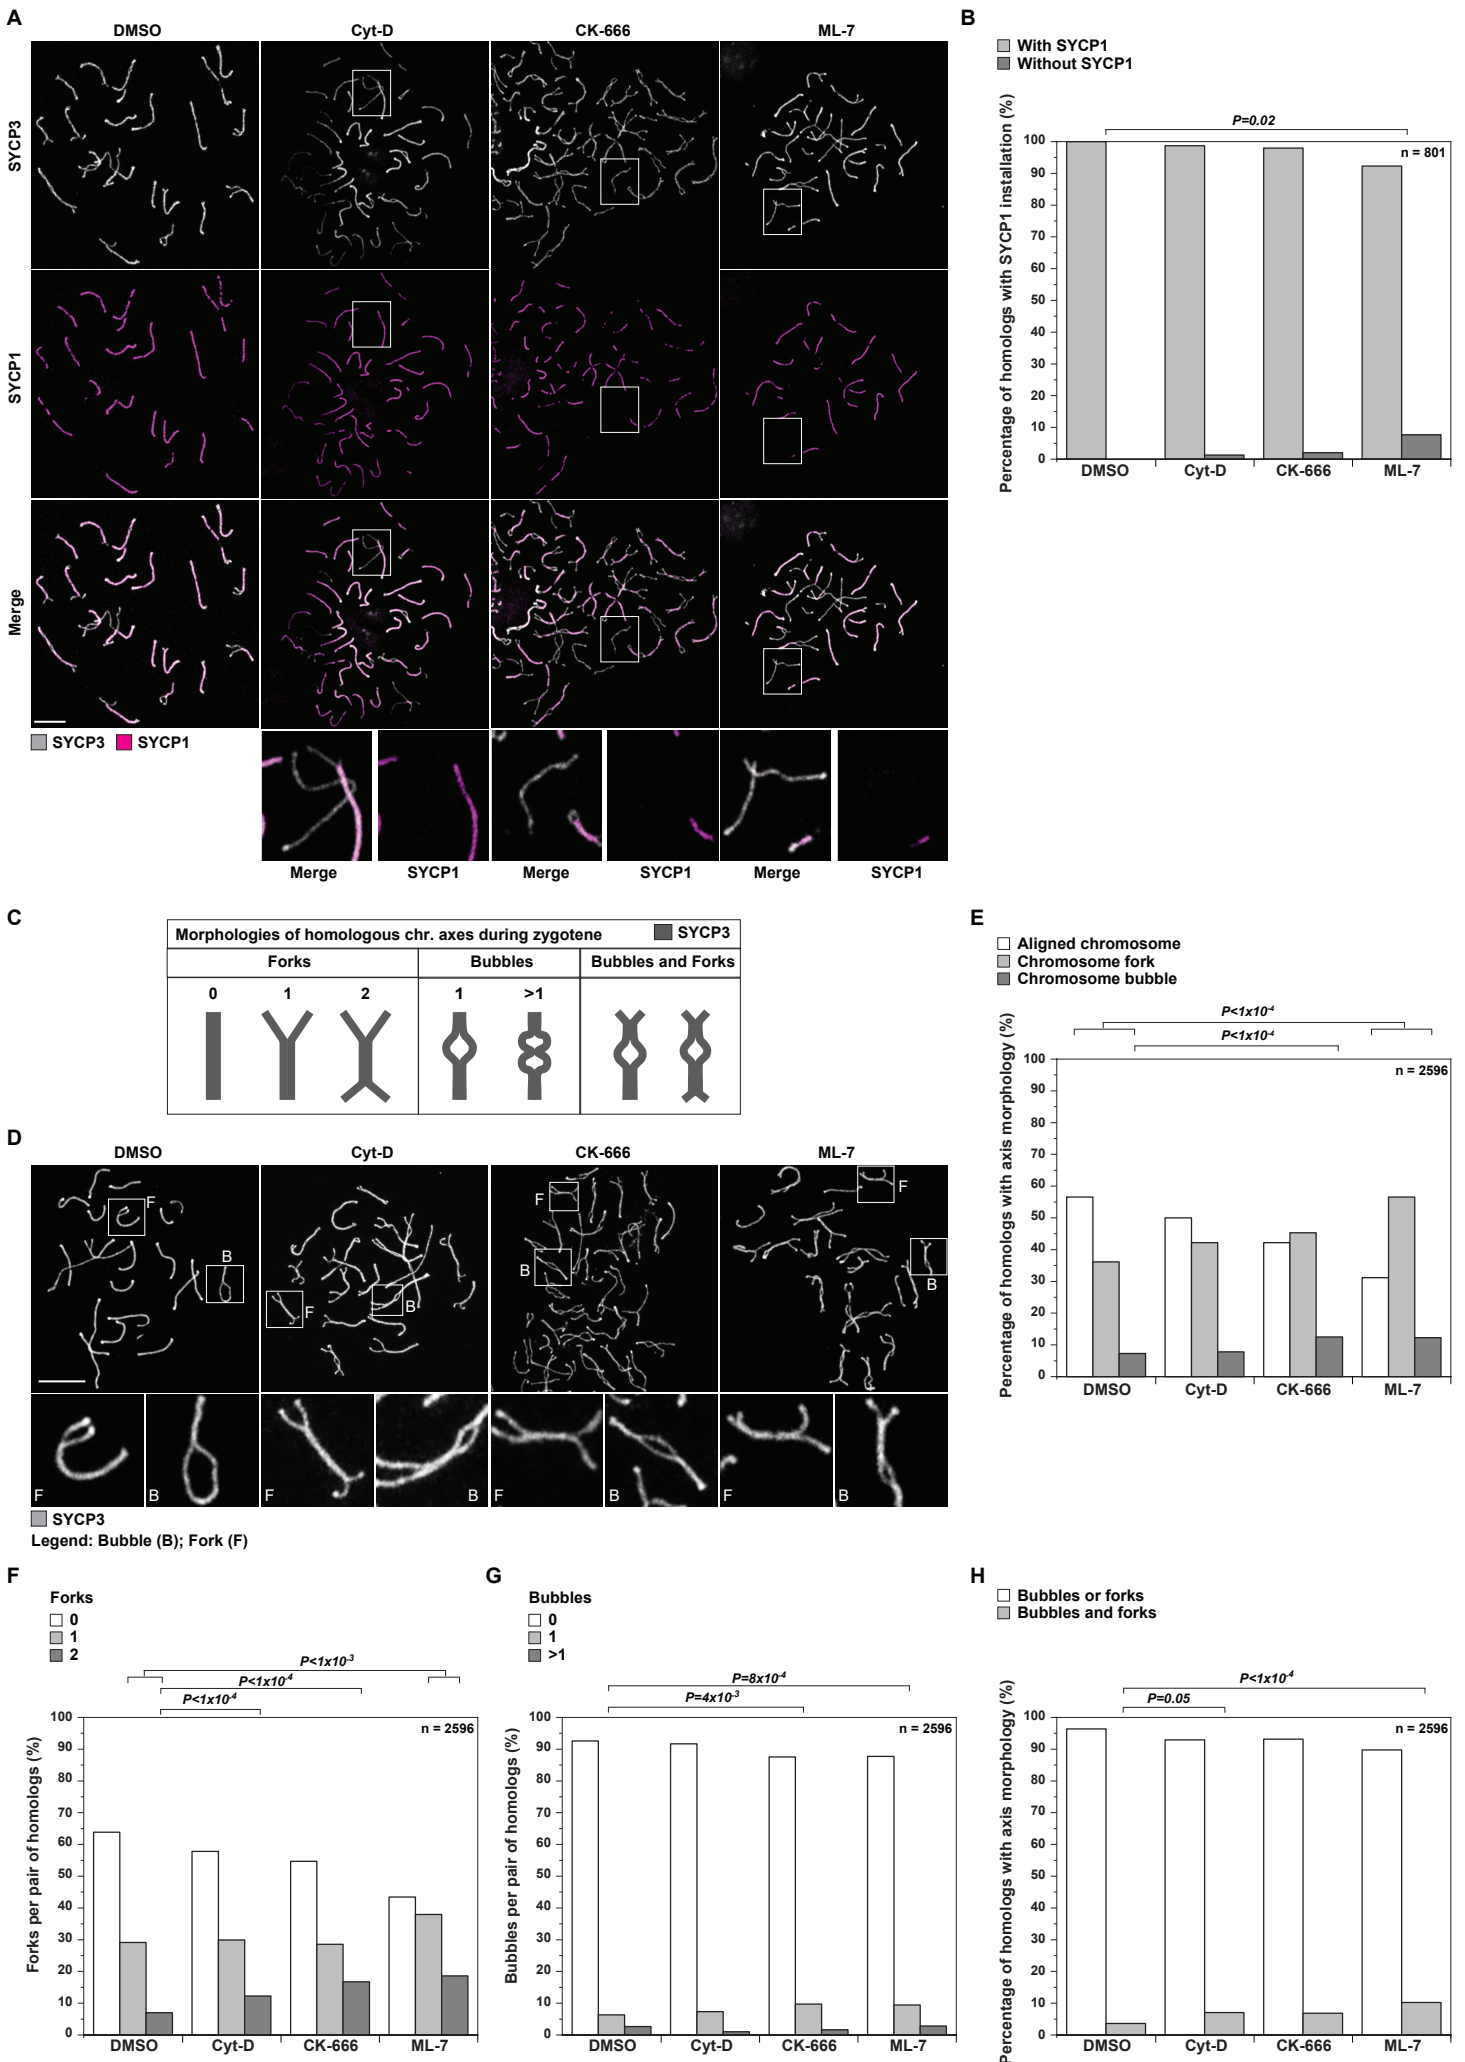 A
DMSO
Cyt-D
CK-666
ML-7
SYCP3
SYCP1
Merge
SYCP3 SYCP1
Merge
SYCP1
Merge
SYCP1
Merge
SYCP1
B
With SYCP1
Without SYCP1
P=0.02
n = 801
Percentage of homologs with SYCP1 installation (%)
100
90
80
70
60
50
40
30
20
10
0
DMSO
Cyt-D
CK-666
ML-7
C
Morphologies of homologous chr. axes during zygotene SYCP3
Forks
Bubbles
Bubbles and Forks
0
1
2
1
>1
D
DMSO
Cyt-D
CK-666
ML-7
F
B
F
B
F
B
F
B
F
B
F
B
F
B
F
B
SYCP3
Legend: Bubble (B); Fork (F)
E
Aligned chromosome
Chromosome fork
Chromosome bubble
P<1x10-4
P<1x10-4
n = 2596
Percentage of homologs with axis morphology (%)
100
90
80
70
60
50
40
30
20
10
0
DMSO
Cyt-D
CK-666
ML-7
F
Forks
0
1
2
P<1x10-3
P<1x10-4
P<1x10-4
n = 2596
Forks per pair of homologs (%)
100
90
80
70
60
50
40
30
20
10
0
DMSO
Cyt-D
CK-666
ML-7
G
Bubbles
0
1
>1
P=8x10-4
P=4x10-3
n = 2596
Bubbles per pair of homologs (%)
100
90
80
70
60
50
40
30
20
10
0
DMSO
Cyt-D
CK-666
ML-7
H
Bubbles or forks
Bubbles and forks
P<1x10-4
P=0.05
n = 2596
Percentage of homologs with axis morphology (%)
100
90
80
70
60
50
40
30
20
10
0
DMSO
Cyt-D
CK-666
ML-7